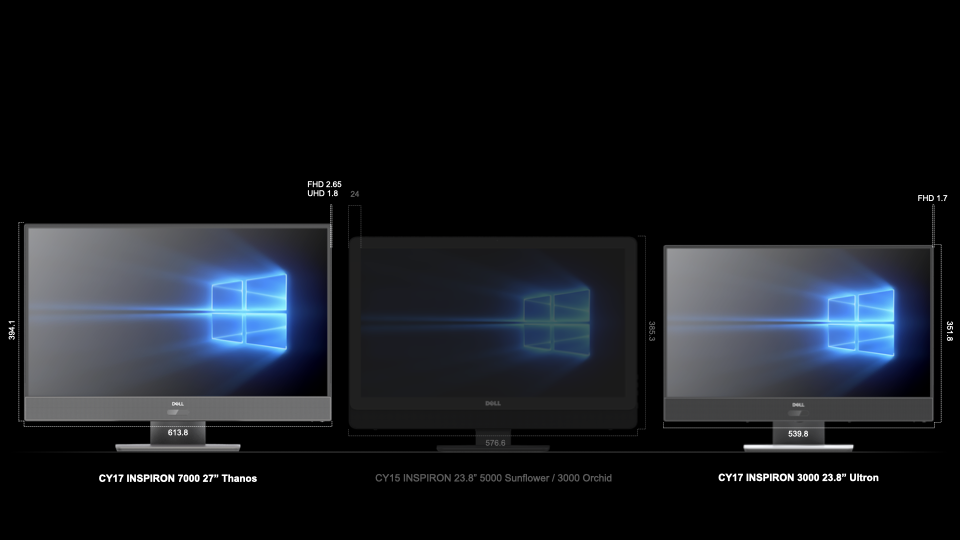 FHD 2.65
UHD 1.8
24
FHD 1.7
394.1
385.3
351.8
DELL
DELL
DELL
613.8
576.6
539.8
CY17 INSPIRON 7000 27” Thanos
CY15 INSPIRON 23.8” 5000 Sunflower / 3000 Orchid
CY17 INSPIRON 3000 23.8” Ultron